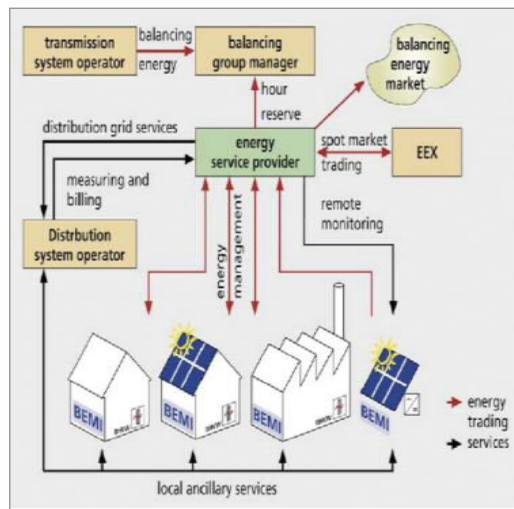 transmission
system operator
balancing
energy
balancing
group manager
balancing
energy
market
hour
reserve
distribution grid services
energy
service provider
spot market
trading
EEX
measuring and
billing
remote
monitoring
Distrbution
system operator
energy
management
BEMI
BEMI
BEMI
BEMI
energy
trading
services
local ancillary services